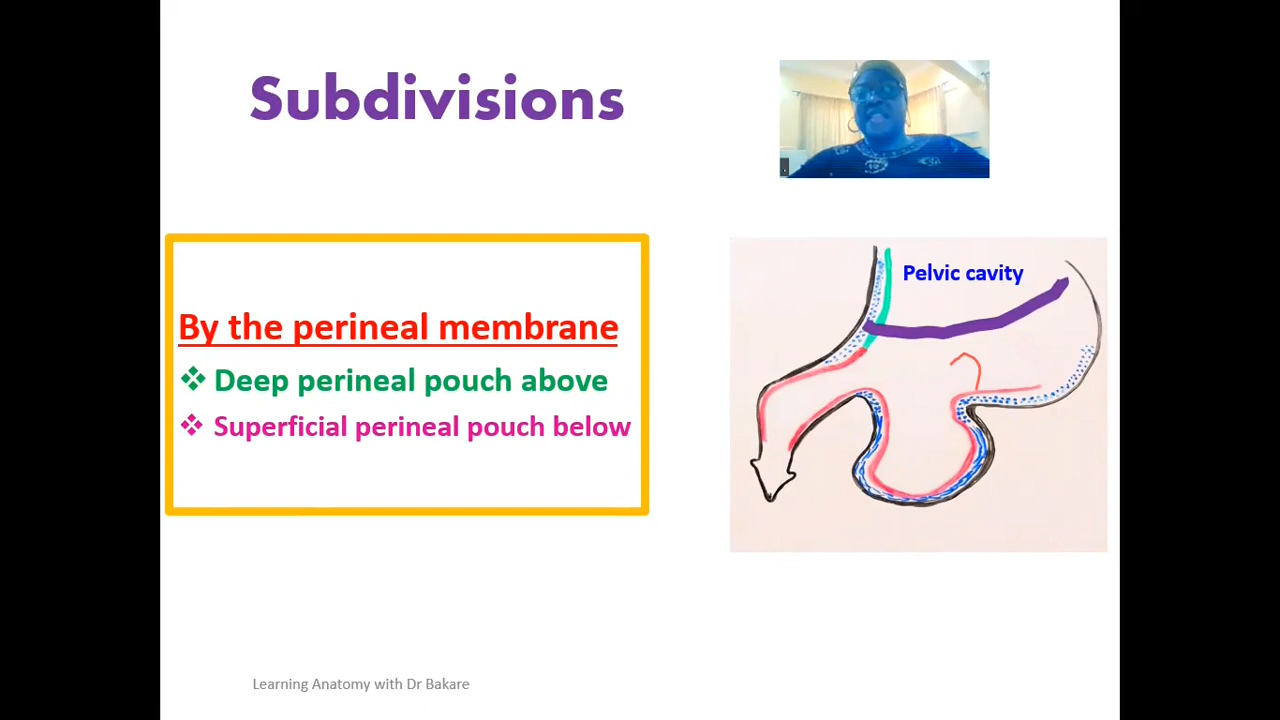 Subdivisions
By the perineal membrane
❖ Deep perineal pouch above
❖ Superficial perineal pouch below
Pelvic cavity
Learning Anatomy with Dr Bakare